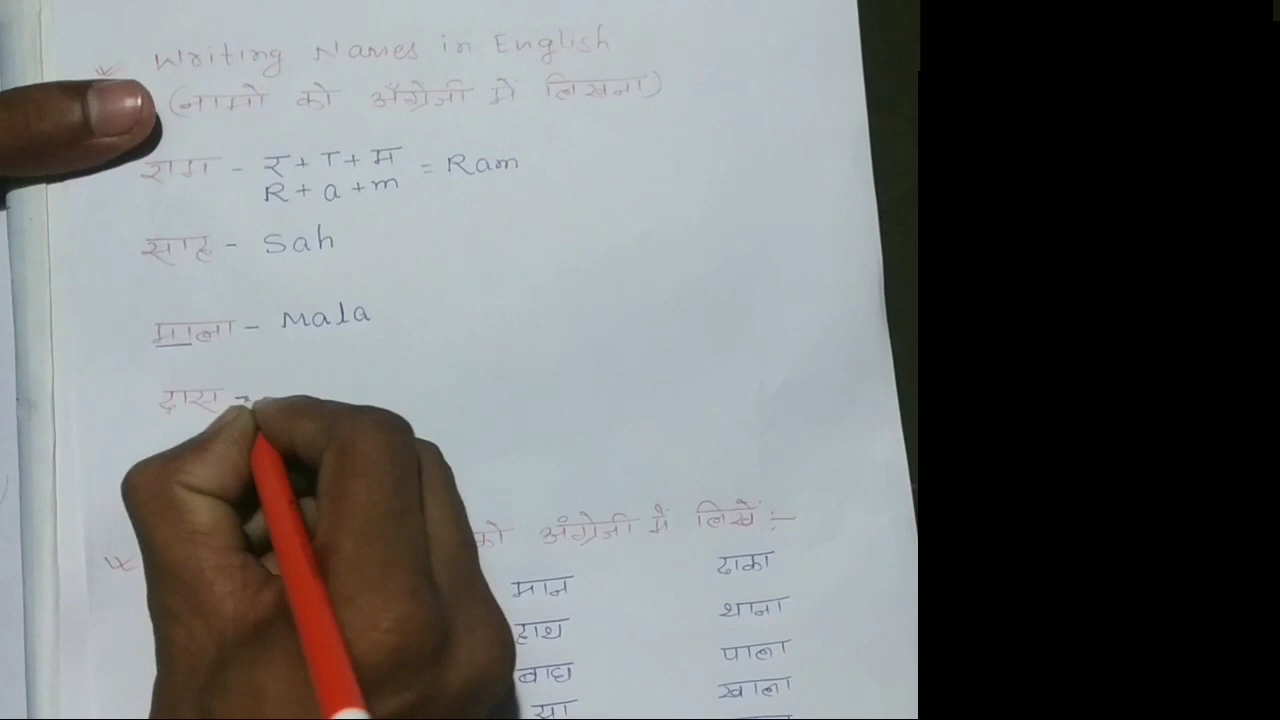 Writing Names in English
(नामों को अँग्रेजी में लिखना)
राम - र + ा + म = Ram
R + a + m
साह - Sah
माला - Mala
दास -
को अंग्रेजी में लिखें :-
मान ढाका
हाथ थाना
बाघ पाला
खाला